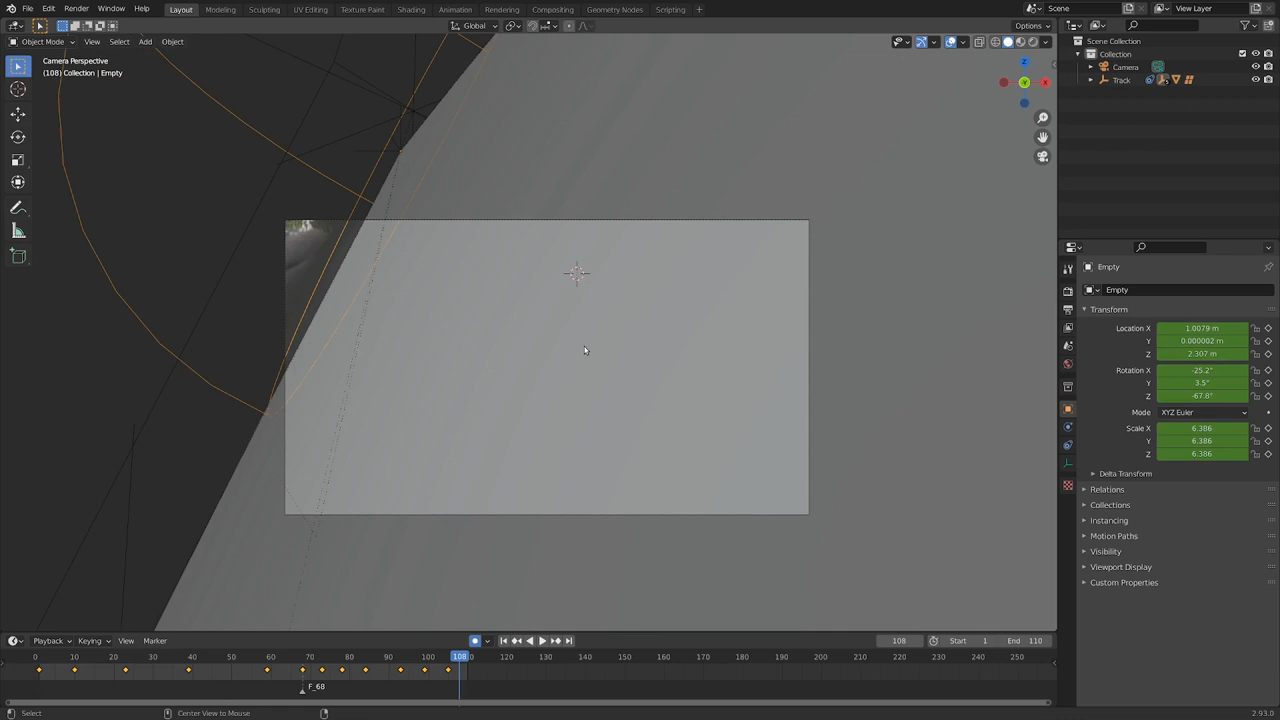 File Edit Render Window Help Layout Modeling Sculpting UV Editing Texture Paint Shading Animation Rendering Compositing Geometry Nodes Scripting Scene View Layer
Global Options
Object Mode View Select Add Object
Camera Perspective
(108) Collection | Empty
Z
X
Y
Scene Collection
Collection
Camera
Track
Empty
Empty
Transform
Location X 1.0079 m
Y 0.000002 m
Z 2.307 m
Rotation X -25.2°
Y 3.5°
Z -67.8°
Mode XYZ Euler
Scale X 6.386
Y 6.386
Z 6.386
Delta Transform
Relations
Collections
Instancing
Motion Paths
Visibility
Viewport Display
Custom Properties
Playback Keying View Marker 108 Start 1 End 110
0 10 20 30 40 50 60 70 80 90 100 108 120 130 140 150 160 170 180 190 200 210 220 230 240 250
F_68
Select Center View to Mouse 2.93.0